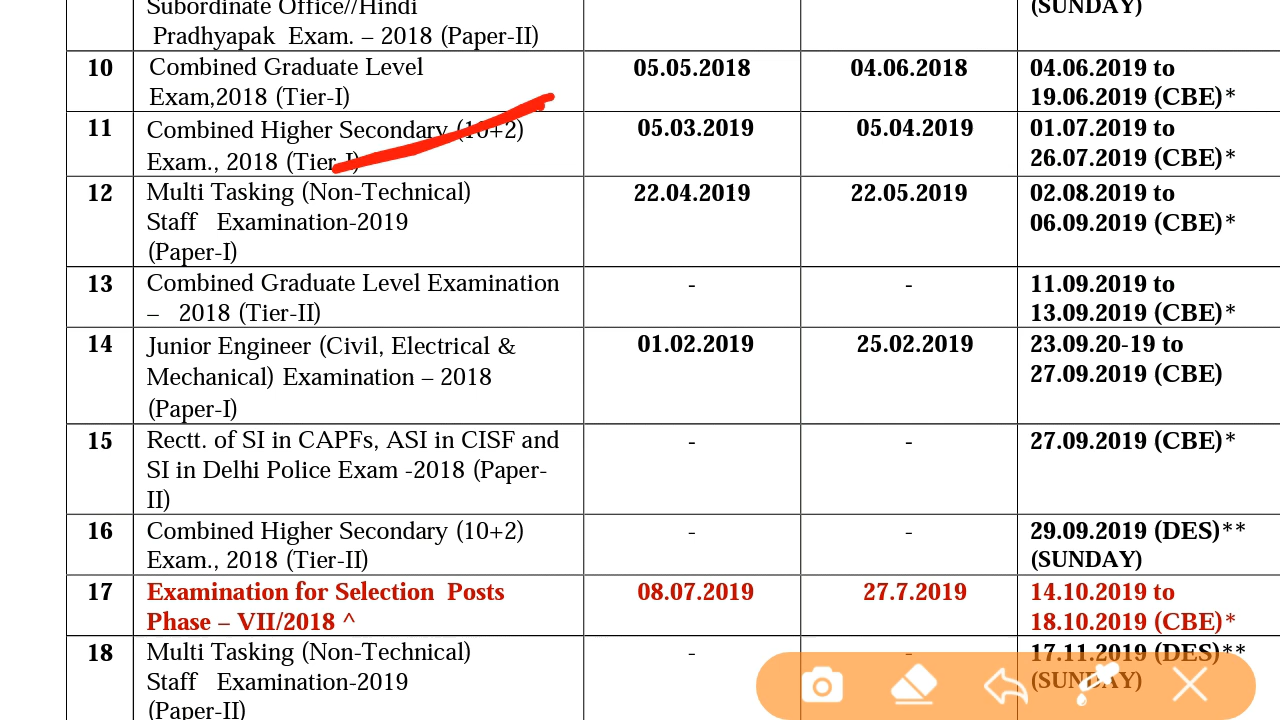 Subordinate Office//Hindi
(SUNDAY)
Pradhyapak Exam. – 2018 (Paper-II)
10 Combined Graduate Level 05.05.2018 04.06.2018 04.06.2019 to
Exam,2018 (Tier-I) 19.06.2019 (CBE)*
11 Combined Higher Secondary (10+2) 05.03.2019 05.04.2019 01.07.2019 to
Exam., 2018 (Tier-I) 26.07.2019 (CBE)*
12 Multi Tasking (Non-Technical) 22.04.2019 22.05.2019 02.08.2019 to
Staff Examination-2019 06.09.2019 (CBE)*
(Paper-I)
13 Combined Graduate Level Examination - - 11.09.2019 to
– 2018 (Tier-II) 13.09.2019 (CBE)*
14 Junior Engineer (Civil, Electrical & 01.02.2019 25.02.2019 23.09.20-19 to
Mechanical) Examination – 2018 27.09.2019 (CBE)
(Paper-I)
15 Rectt. of SI in CAPFs, ASI in CISF and - - 27.09.2019 (CBE)*
SI in Delhi Police Exam -2018 (Paper-
II)
16 Combined Higher Secondary (10+2) - - 29.09.2019 (DES)**
Exam., 2018 (Tier-II) (SUNDAY)
17 Examination for Selection Posts 08.07.2019 27.7.2019 14.10.2019 to
Phase – VII/2018 ^ 18.10.2019 (CBE)*
18 Multi Tasking (Non-Technical) - - 17.11.2019 (DES)**
Staff Examination-2019 (SUNDAY)
(Paper-II)